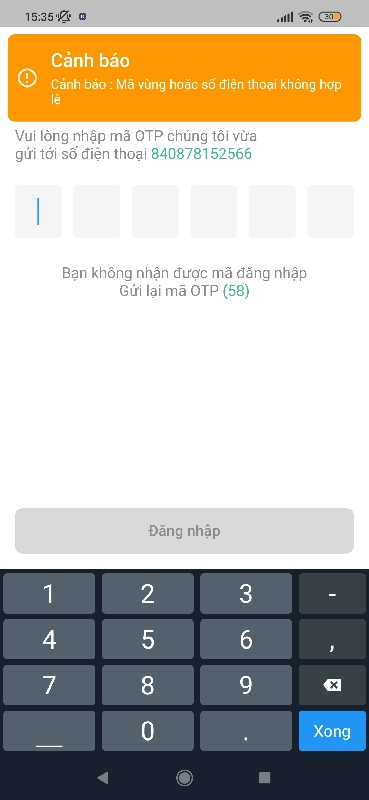 15:35
30
Cảnh báo
Cảnh báo : Mã vùng hoặc số điện thoại không hợp
lệ
Vui lòng nhập mã OTP chúng tôi vừa
gửi tới số điện thoại 840878152566
Bạn không nhận được mã đăng nhập
Gửi lại mã OTP (58)
Đăng nhập
1 2 3 -
4 5 6 ,
7 8 9
0 . Xong